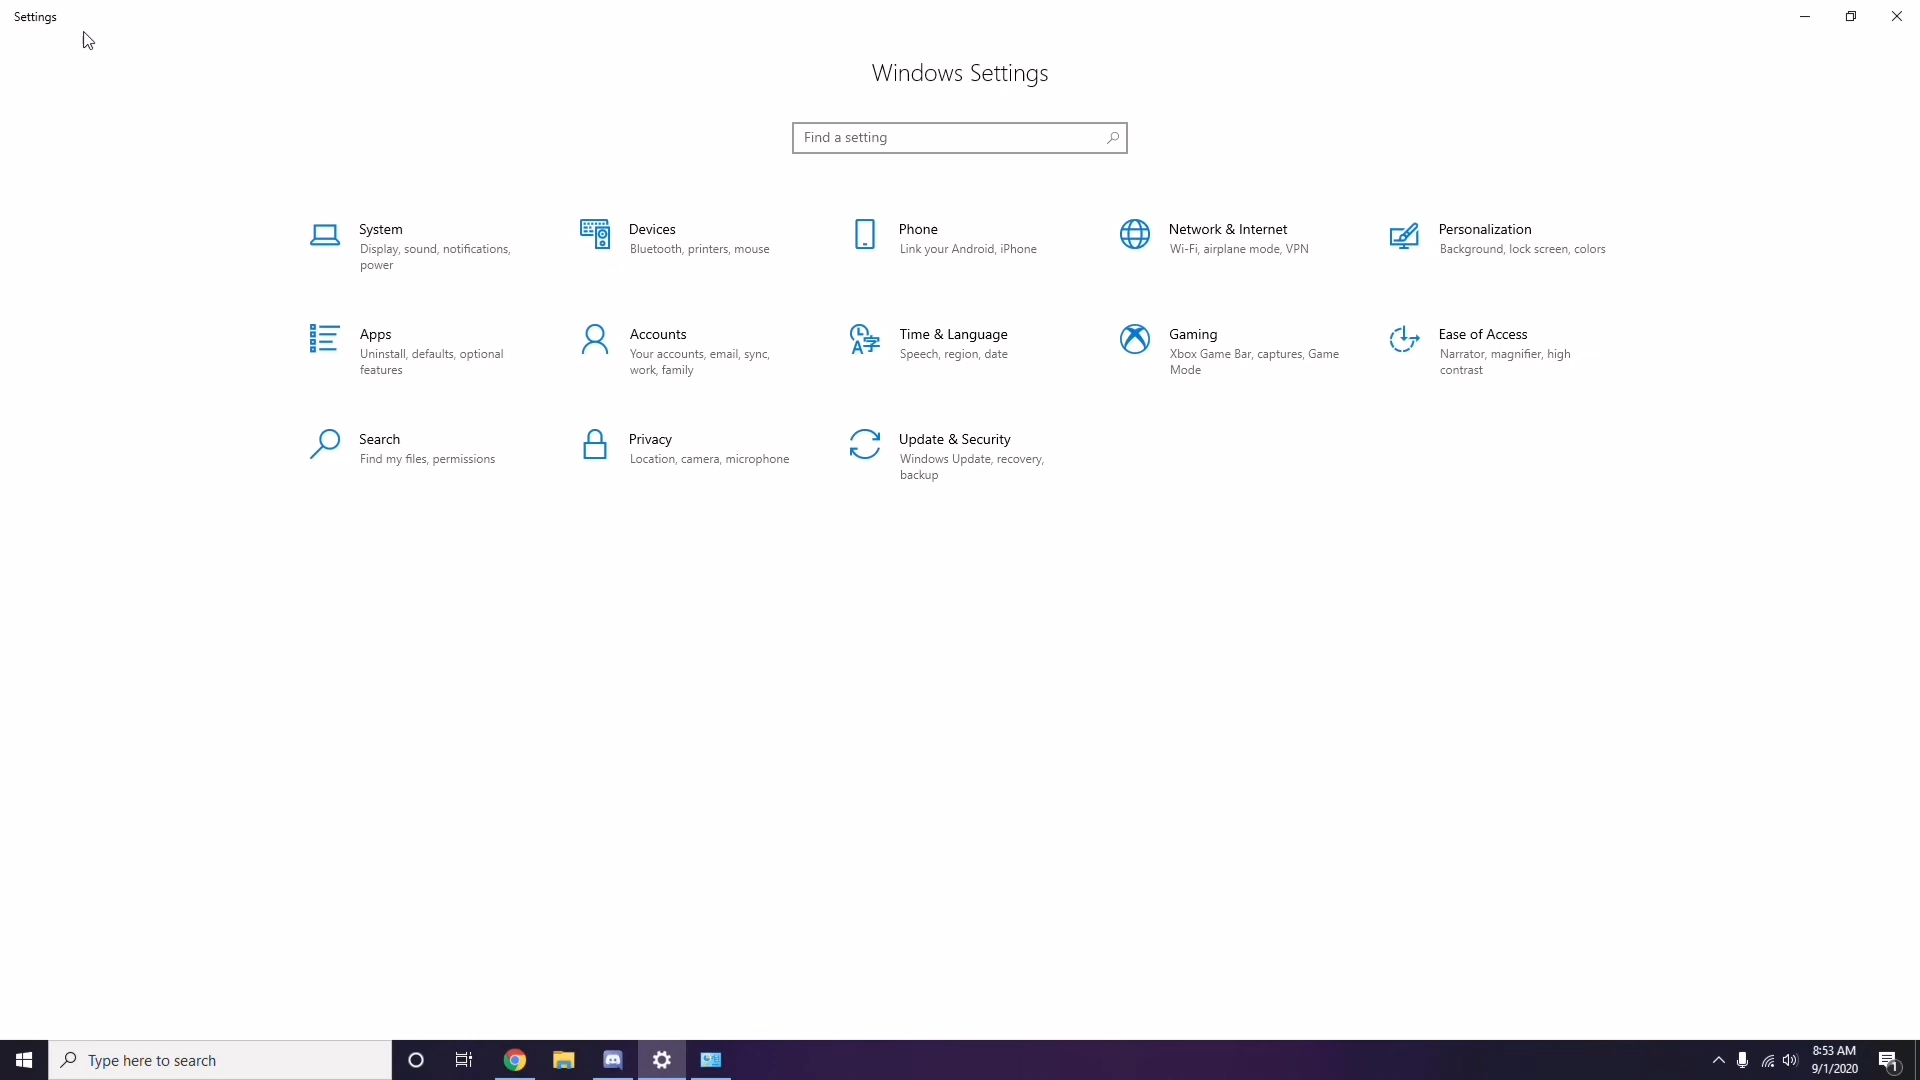 Settings
Windows Settings
Find a setting
System
Display, sound, notifications,
power
Devices
Bluetooth, printers, mouse
Phone
Link your Android, iPhone
Network & Internet
Wi-Fi, airplane mode, VPN
Personalization
Background, lock screen, colors
Apps
Uninstall, defaults, optional
features
Accounts
Your accounts, email, sync,
work, family
Time & Language
Speech, region, date
Gaming
Xbox Game Bar, captures, Game
Mode
Ease of Access
Narrator, magnifier, high
contrast
Search
Find my files, permissions
Privacy
Location, camera, microphone
Update & Security
Windows Update, recovery,
backup
Type here to search
8:53 AM
9/1/2020
1